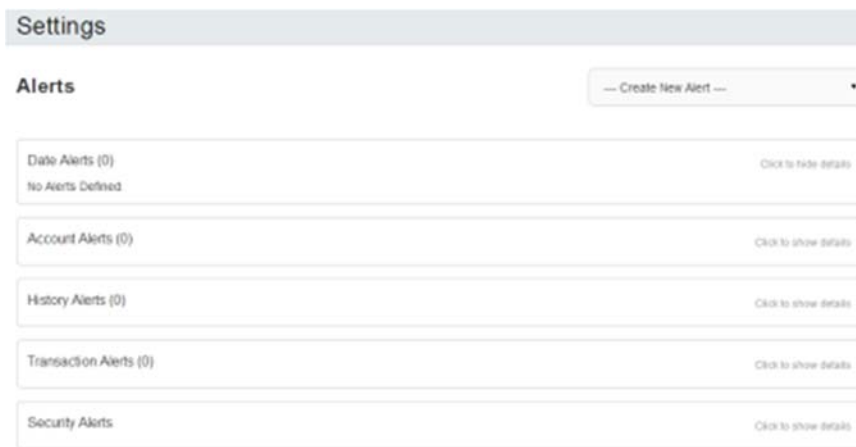 Settings
Alerts
--- Create New Alert ---
Date Alerts (0)
Click to hide details
No Alerts Defined
Account Alerts (0)
Click to show details
History Alerts (0)
Click to show details
Transaction Alerts (0)
Click to show details
Security Alerts
Click to show details